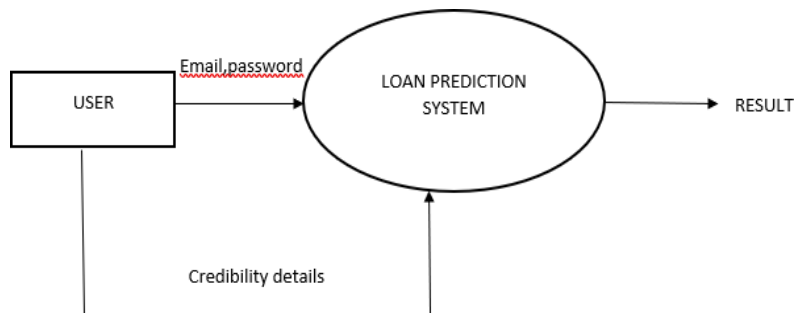 Email,password
USER
LOAN PREDICTION
SYSTEM
RESULT
Credibility details